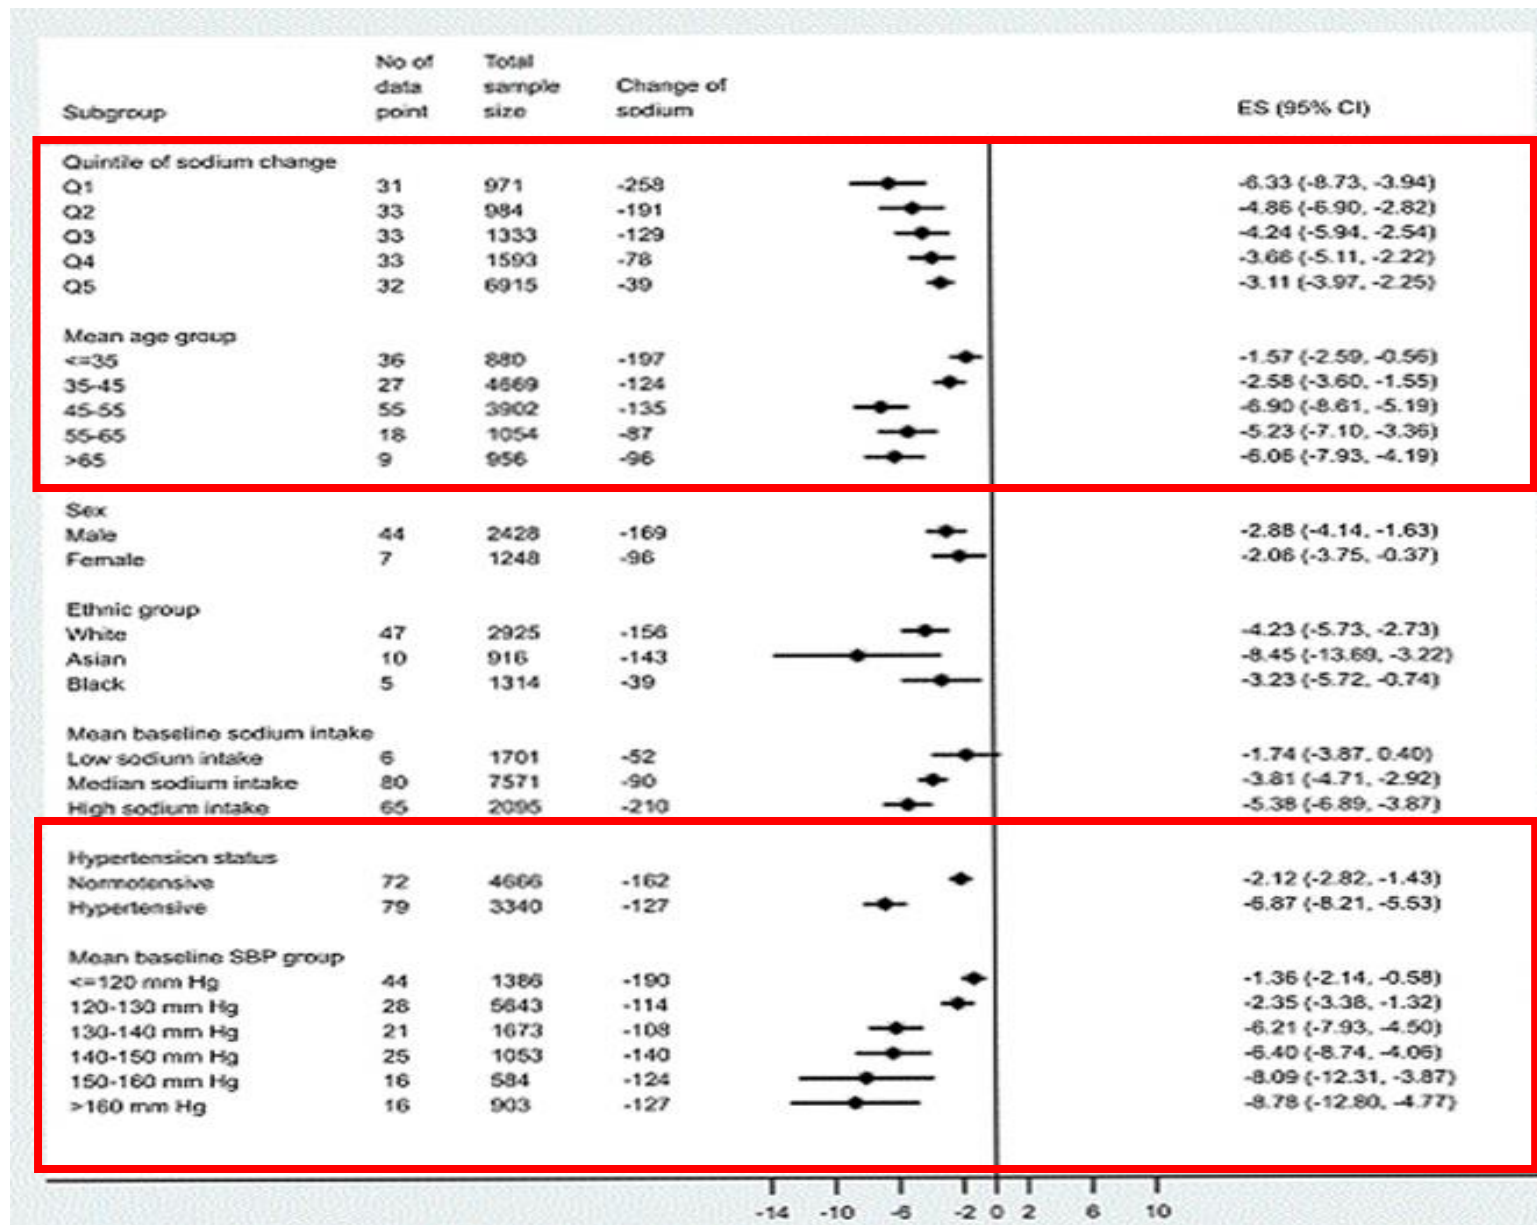 Subgroup No of data point Total sample size Change of sodium ES (95% CI)
Quintile of sodium change
Q1 31 971 -258 -6.33 (-8.73, -3.94)
Q2 33 984 -191 -4.86 (-6.90, -2.82)
Q3 33 1333 -129 -4.24 (-5.94, -2.54)
Q4 33 1593 -78 -3.66 (-5.11, -2.22)
Q5 32 6915 -39 -3.11 (-3.97, -2.25)
Mean age group
<=35 36 880 -197 -1.57 (-2.59, -0.56)
35-45 27 4669 -124 -2.58 (-3.60, -1.55)
45-55 55 3902 -135 -6.90 (-8.61, -5.19)
55-65 18 1054 -87 -5.23 (-7.10, -3.36)
>65 9 956 -96 -6.06 (-7.93, -4.19)
Sex
Male 44 2428 -169 -2.88 (-4.14, -1.63)
Female 7 1248 -96 -2.06 (-3.75, -0.37)
Ethnic group
White 47 2925 -156 -4.23 (-5.73, -2.73)
Asian 10 916 -143 -8.45 (-13.69, -3.22)
Black 5 1314 -39 -3.23 (-5.72, -0.74)
Mean baseline sodium intake
Low sodium intake 6 1701 -52 -1.74 (-3.87, 0.40)
Median sodium intake 80 7571 -90 -3.81 (-4.71, -2.92)
High sodium intake 65 2095 -210 -5.38 (-6.89, -3.87)
Hypertension status
Normotensive 72 4666 -162 -2.12 (-2.82, -1.43)
Hypertensive 79 3340 -127 -6.87 (-8.21, -5.53)
Mean baseline SBP group
<=120 mm Hg 44 1386 -190 -1.36 (-2.14, -0.58)
120-130 mm Hg 28 5643 -114 -2.35 (-3.38, -1.32)
130-140 mm Hg 21 1673 -108 -6.21 (-7.93, -4.50)
140-150 mm Hg 25 1053 -140 -6.40 (-8.74, -4.06)
150-160 mm Hg 16 584 -124 -8.09 (-12.31, -3.87)
>160 mm Hg 16 903 -127 -8.78 (-12.80, -4.77)
-14 -10 -6 -2 0 2 6 10